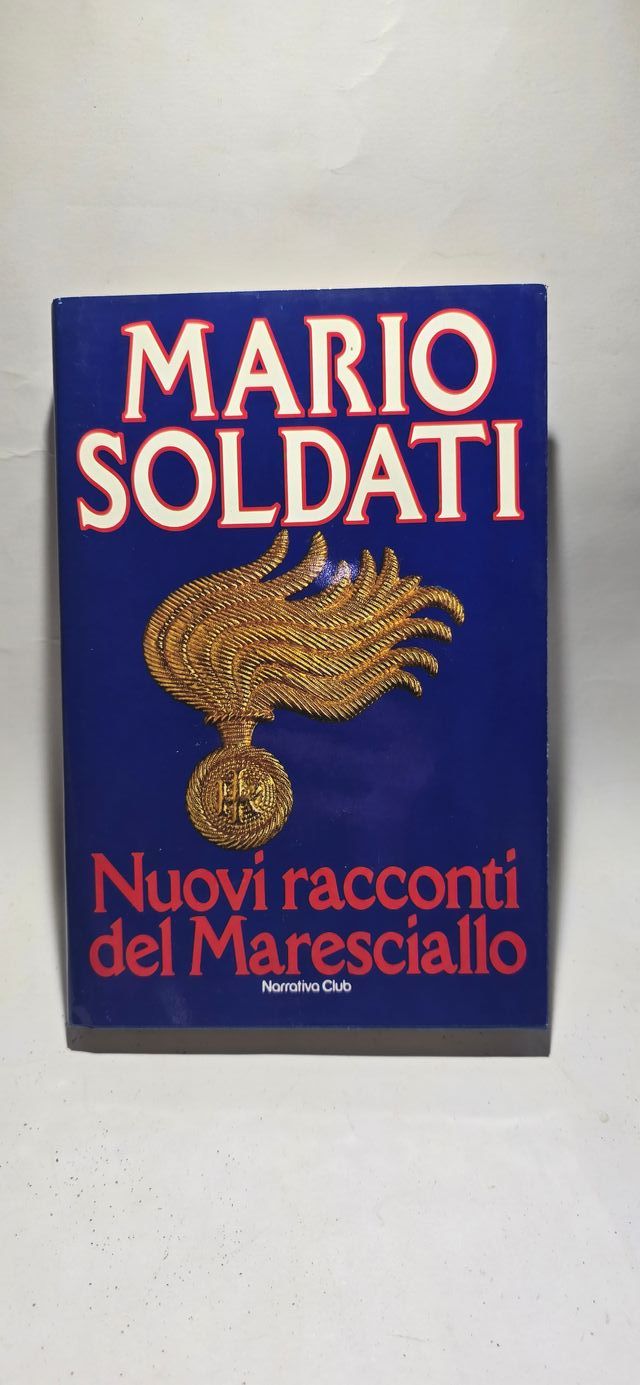 MARIO
SOLDATI
Nuovi racconti
del Maresciallo
Narrativa Club